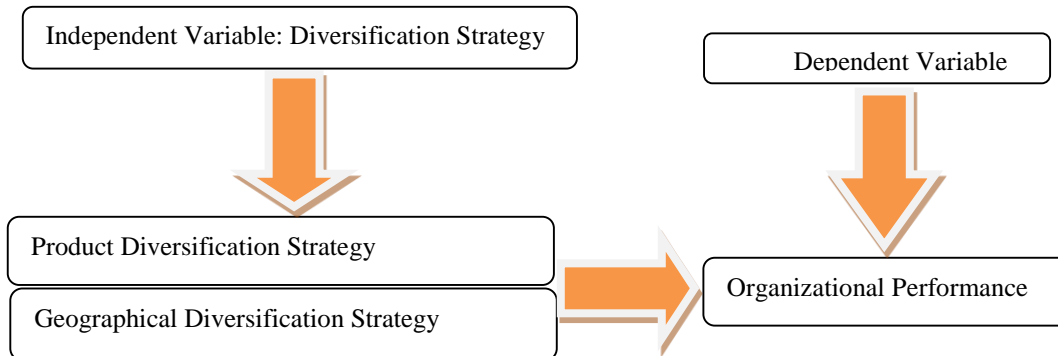 Independent Variable: Diversification Strategy
Dependent Variable
Product Diversification Strategy
Geographical Diversification Strategy
Organizational Performance